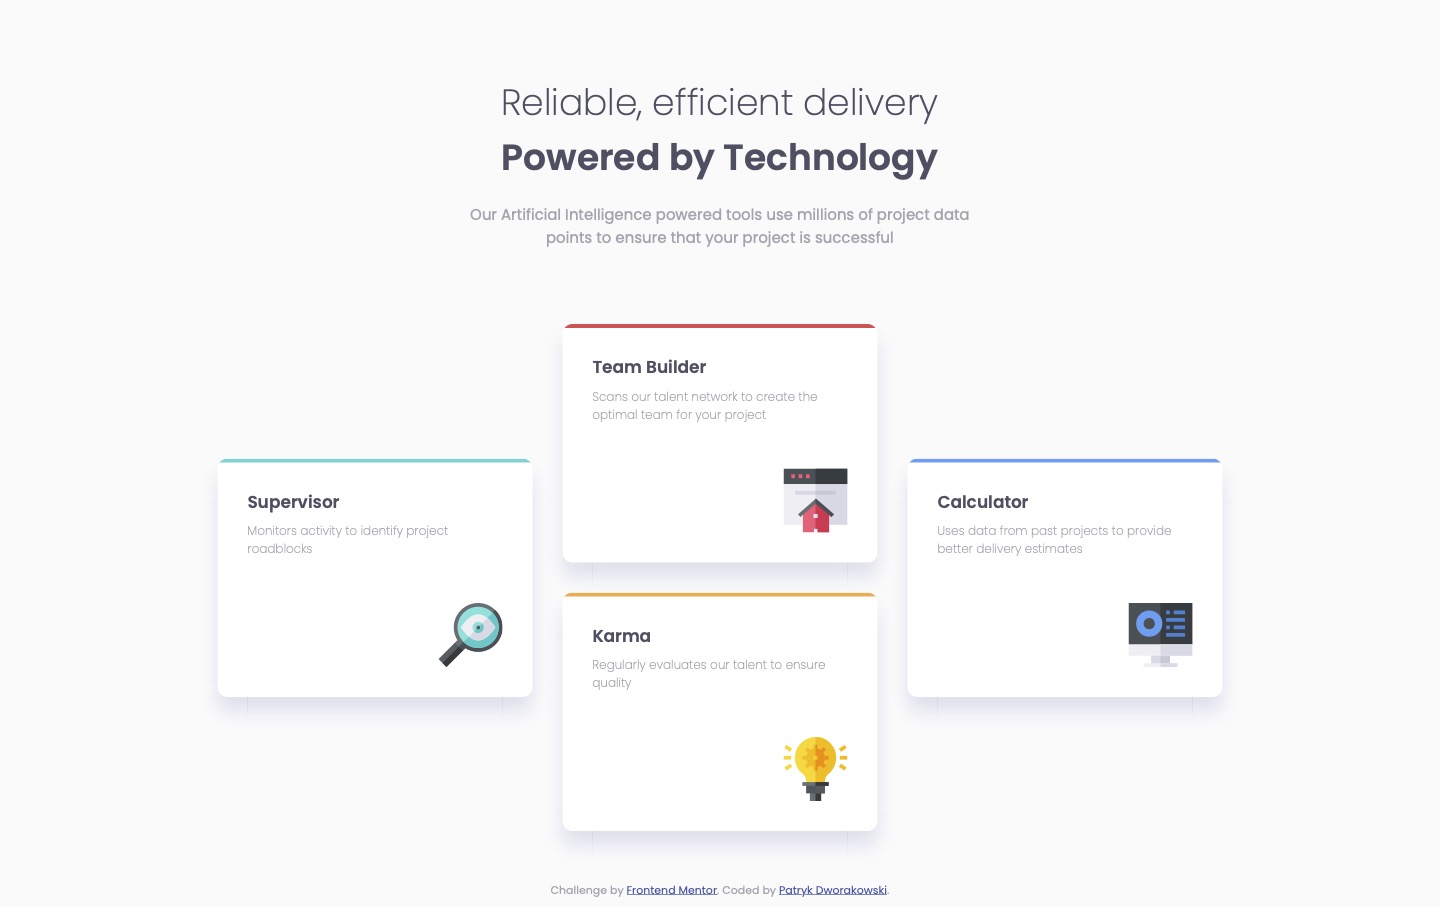 Reliable, efficient delivery
Powered by Technology
Our Artificial Intelligence powered tools use millions of project data
points to ensure that your project is successful
Supervisor
Monitors activity to identify project
roadblocks
Team Builder
Scans our talent network to create the
optimal team for your project
Karma
Regularly evaluates our talent to ensure
quality
Calculator
Uses data from past projects to provide
better delivery estimates
Challenge by Frontend Mentor. Coded by Patryk Dworakowski.